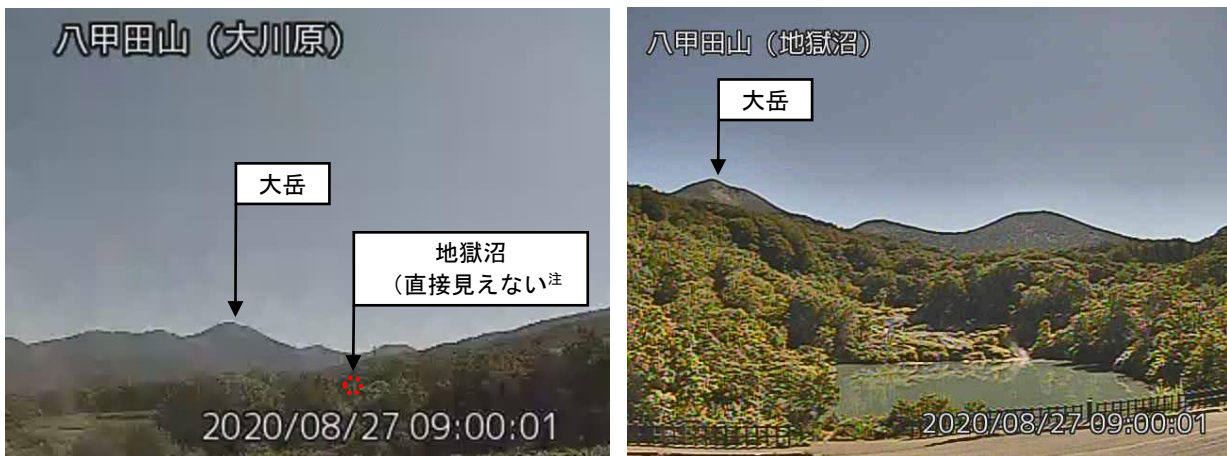 八甲田山（大川原）
大岳
地獄沼
（直接見えない注
2020/08/27 09:00:01
八甲田山（地獄沼）
大岳
2020/08/27 09:00:01